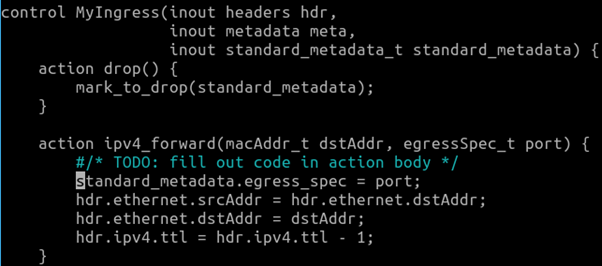 control MyIngress(inout headers hdr,
                  inout metadata meta,
                  inout standard_metadata_t standard_metadata) {
    action drop() {
        mark_to_drop(standard_metadata);
    }

    action ipv4_forward(macAddr_t dstAddr, egressSpec_t port) {
        #/* TODO: fill out code in action body */
        standard_metadata.egress_spec = port;
        hdr.ethernet.srcAddr = hdr.ethernet.dstAddr;
        hdr.ethernet.dstAddr = dstAddr;
        hdr.ipv4.ttl = hdr.ipv4.ttl - 1;
    }